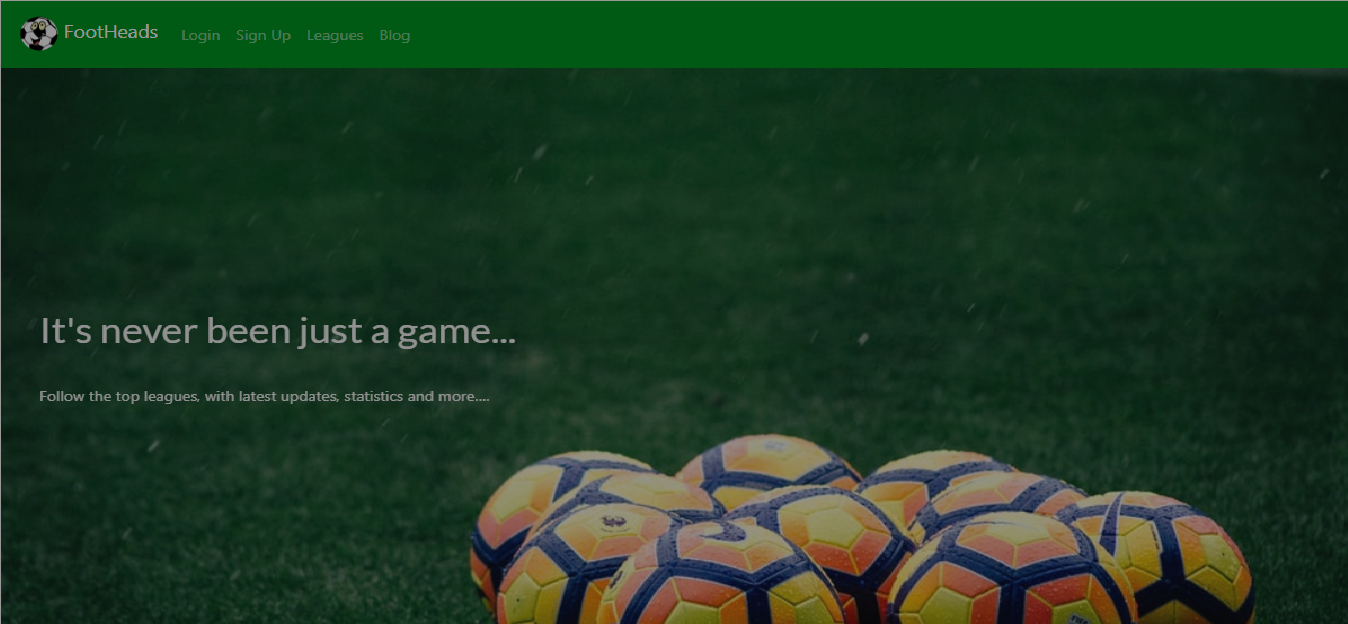 FootHeads Login Sign Up Leagues Blog
It's never been just a game...
Follow the top leagues, with latest updates, statistics and more....